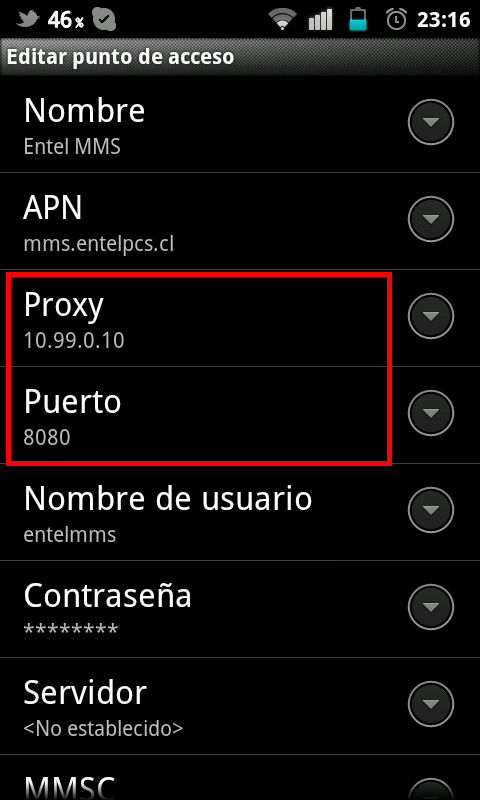 46% 23:16
Editar punto de acceso
Nombre
Entel MMS
APN
mms.entelpcs.cl
Proxy
10.99.0.10
Puerto
8080
Nombre de usuario
entelmms
Contraseña
********
Servidor
<No establecido>
MMSC